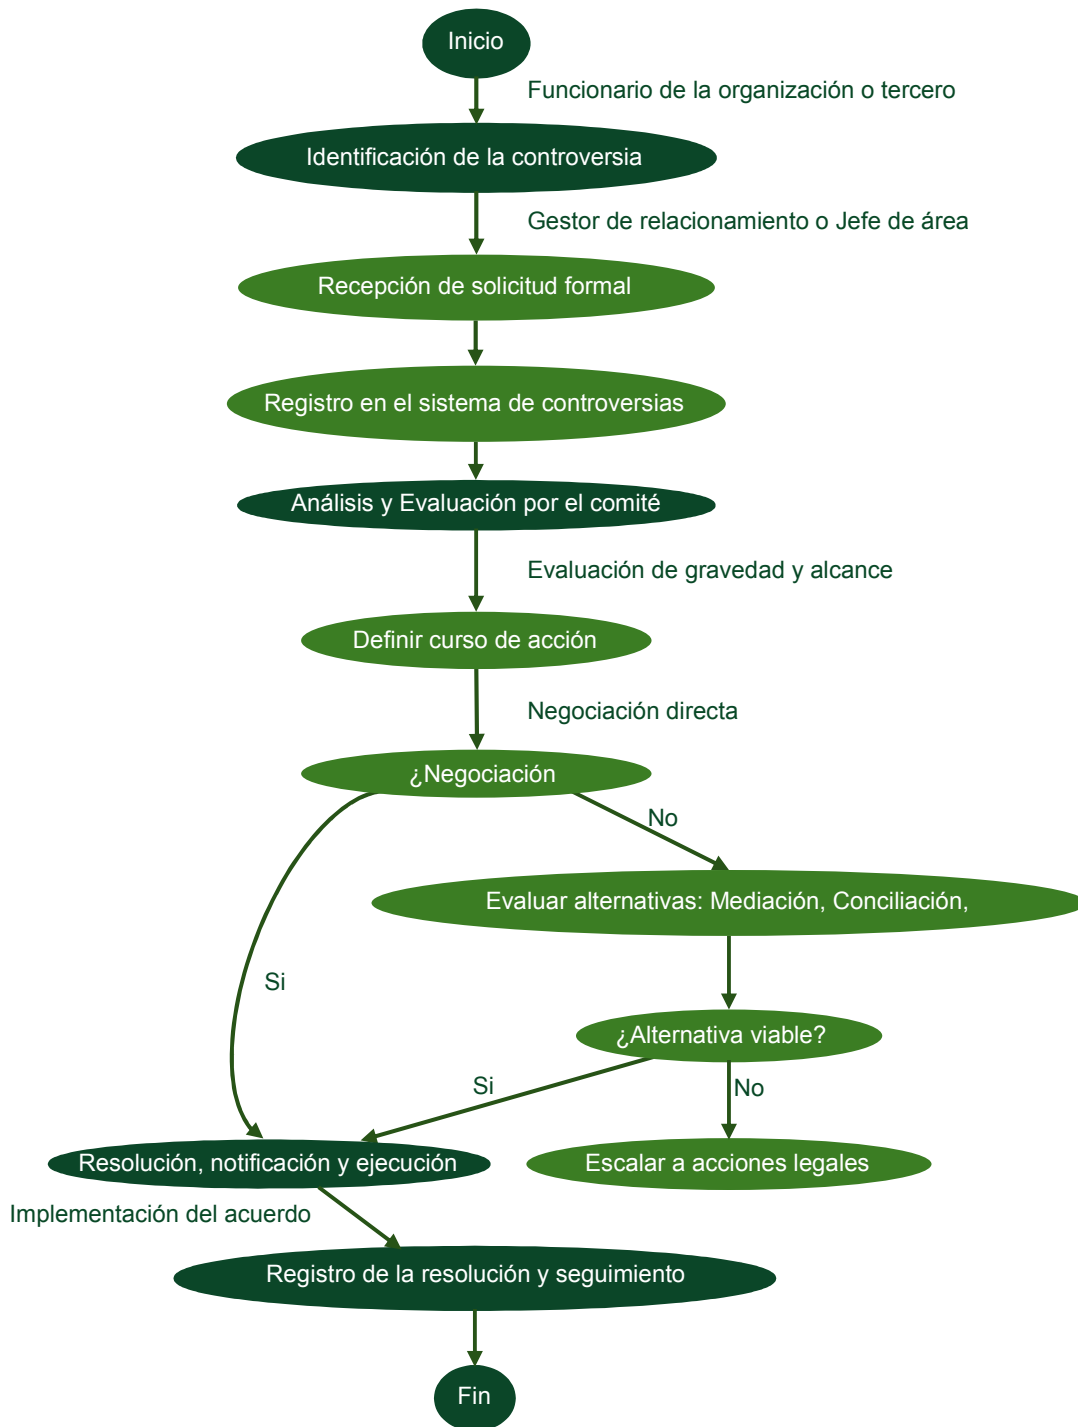 Inicio
Funcionario de la organización o tercero
Identificación de la controversia
Gestor de relacionamiento o Jefe de área
Recepción de solicitud formal
Registro en el sistema de controversias
Análisis y Evaluación por el comité
Evaluación de gravedad y alcance
Definir curso de acción
Negociación directa
¿Negociación
No
Evaluar alternativas: Mediación, Conciliación,
Si
¿Alternativa viable?
Si
No
Resolución, notificación y ejecución
Escalar a acciones legales
Implementación del acuerdo
Registro de la resolución y seguimiento
Fin